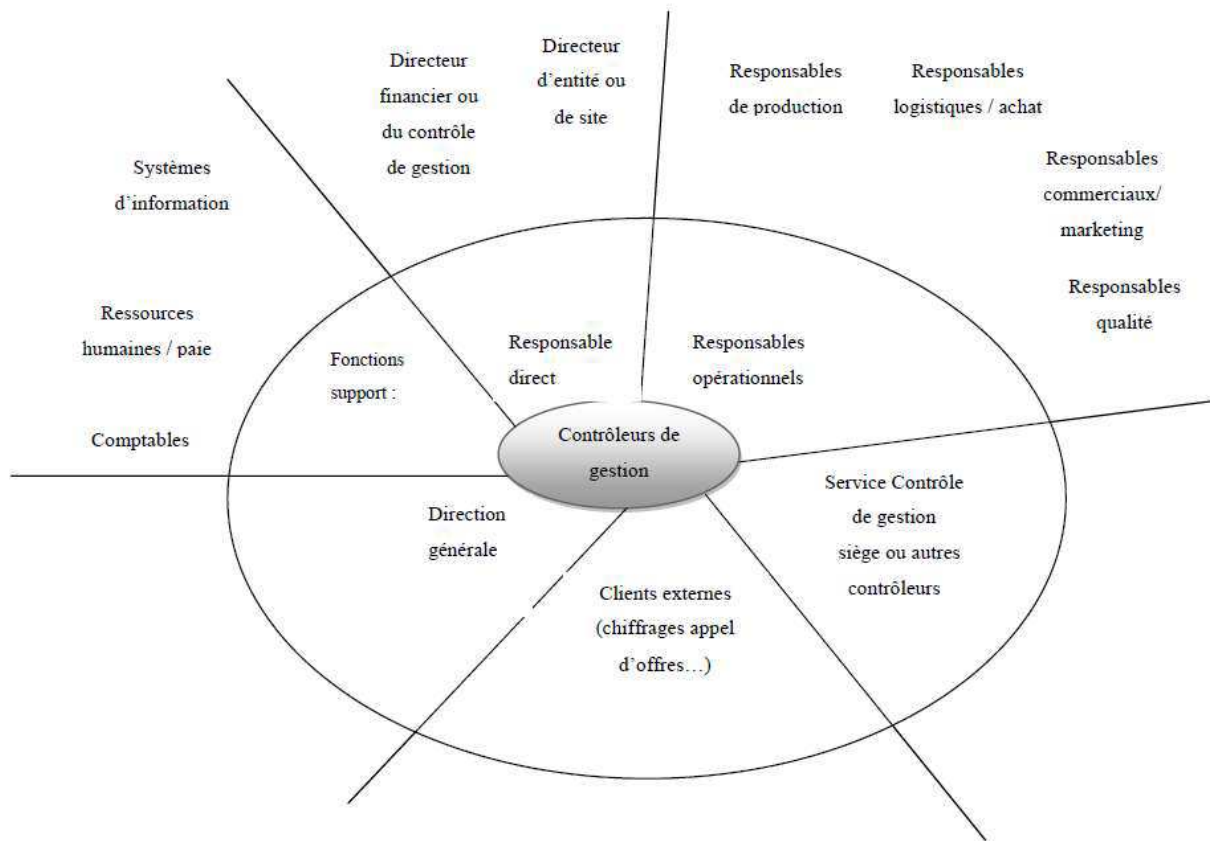 Directeur
financier ou
du contrôle
de gestion
Directeur
d'entité ou
de site
Responsables
de production
Responsables
logistiques / achat
Responsables
commerciaux/
marketing
Responsables
qualité
Systèmes
d'information
Ressources
humaines / paie
Comptables
Fonctions
support :
Responsable
direct
Responsables
opérationnels
Contrôleurs de
gestion
Direction
générale
Service Contrôle
de gestion
siège ou autres
contrôleurs
Clients externes
(chiffrages appel
d'offres…)